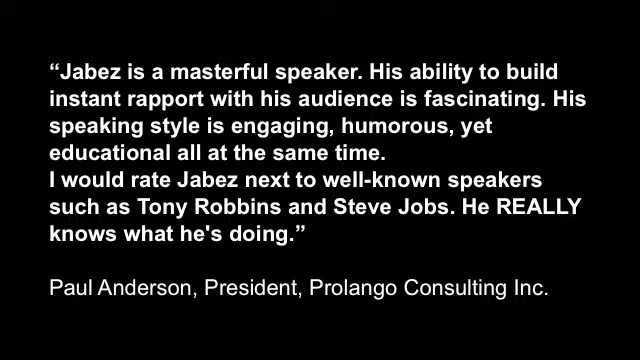 “Jabez is a masterful speaker. His ability to build
instant rapport with his audience is fascinating. His
speaking style is engaging, humorous, yet
educational all at the same time.
I would rate Jabez next to well-known speakers
such as Tony Robbins and Steve Jobs. He REALLY
knows what he's doing.”
Paul Anderson, President, Prolango Consulting Inc.